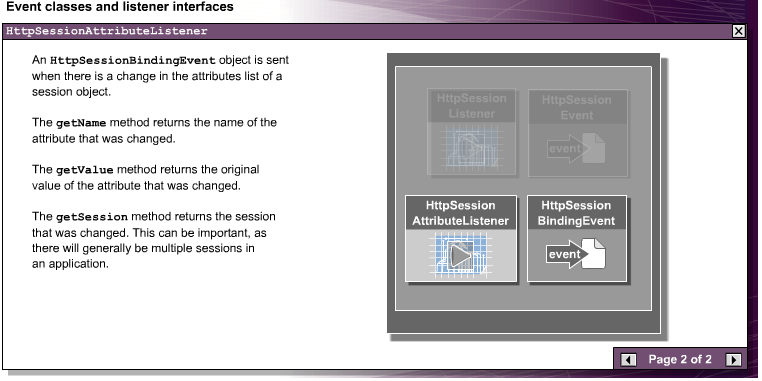 Event classes and listener interfaces
HttpSessionAttributeListener
An HttpSessionBindingEvent object is sent
when there is a change in the attributes list of a
session object.
The getName method returns the name of the
attribute that was changed.
The getValue method returns the original
value of the attribute that was changed.
The getSession method returns the session
that was changed. This can be important, as
there will generally be multiple sessions in
an application.
HttpSession
Listener
HttpSession
Event
event
HttpSession
AttributeListener
HttpSession
BindingEvent
event
Page 2 of 2